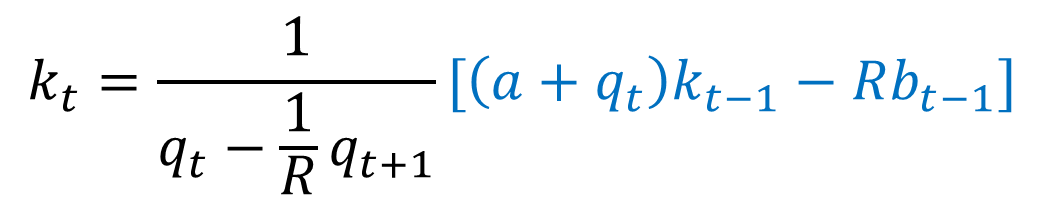 k_t = \frac{1}{q_t - \frac{1}{R} q_{t+1}} [(a + q_t)k_{t-1} - Rb_{t-1}]